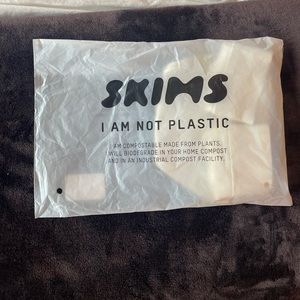 SKIMS
I AM NOT PLASTIC
I AM COMPOSTABLE MADE FROM PLANTS,
I WILL BIODEGRADE IN YOUR HOME COMPOST
AND IN AN INDUSTRIAL COMPOST FACILITY.